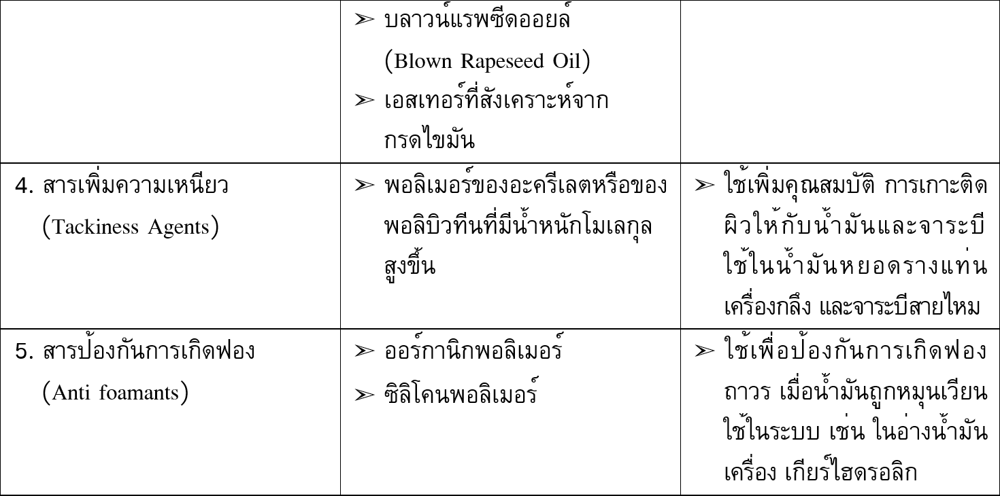 ➢ บลาวน์แรพซีดออยล์
(Blown Rapeseed Oil)
➢ เอสเทอร์ที่สังเคราะห์จาก
กรดไขมัน
4. สารเพิ่มความเหนียว
(Tackiness Agents)
➢ พอลิเมอร์ของอะครีเลตหรือของ
พอลิบิวทีนที่มีน้ำหนักโมเลกุล
สูงขึ้น
➢ ใช้เพิ่มคุณสมบัติ การเกาะติด
ผิวให้กับน้ำมันและจาระบี
ใช้ในน้ำมันหยอดรางแท่น
เครื่องกลึง และจาระบีสายไหม
5. สารป้องกันการเกิดฟอง
(Anti foamants)
➢ ออร์กานิกพอลิเมอร์
➢ ซิลิโคนพอลิเมอร์
➢ ใช้เพื่อป้องกันการเกิดฟอง
ถาวร เมื่อน้ำมันถูกหมุนเวียน
ใช้ในระบบ เช่น ในอ่างน้ำมัน
เครื่อง เกียร์ไฮดรอลิก